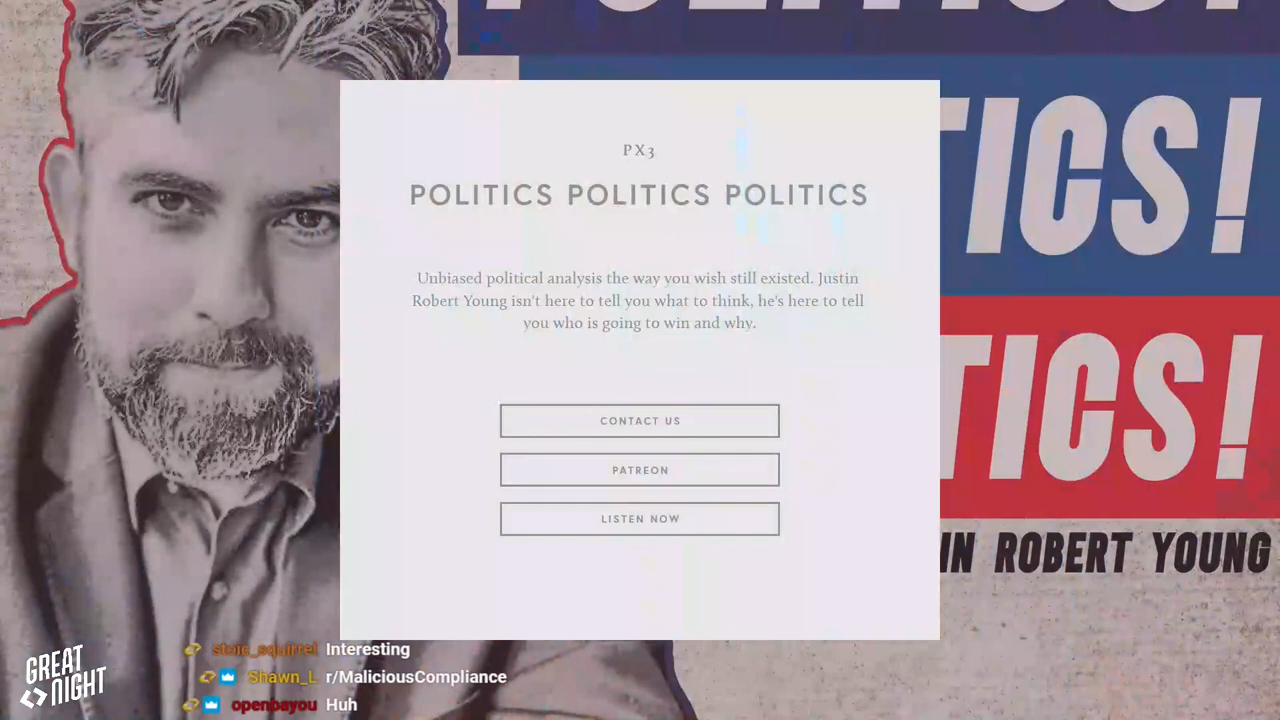 POLITICS!
TICS!
TICS!
IN ROBERT YOUNG
PX3
POLITICS POLITICS POLITICS
Unbiased political analysis the way you wish still existed. Justin
Robert Young isn't here to tell you what to think, he's here to tell
you who is going to win and why.
CONTACT US
PATREON
LISTEN NOW
GREAT
NIGHT
stoic_squirrel Interesting
Shawn_L r/MaliciousCompliance
openbayou Huh